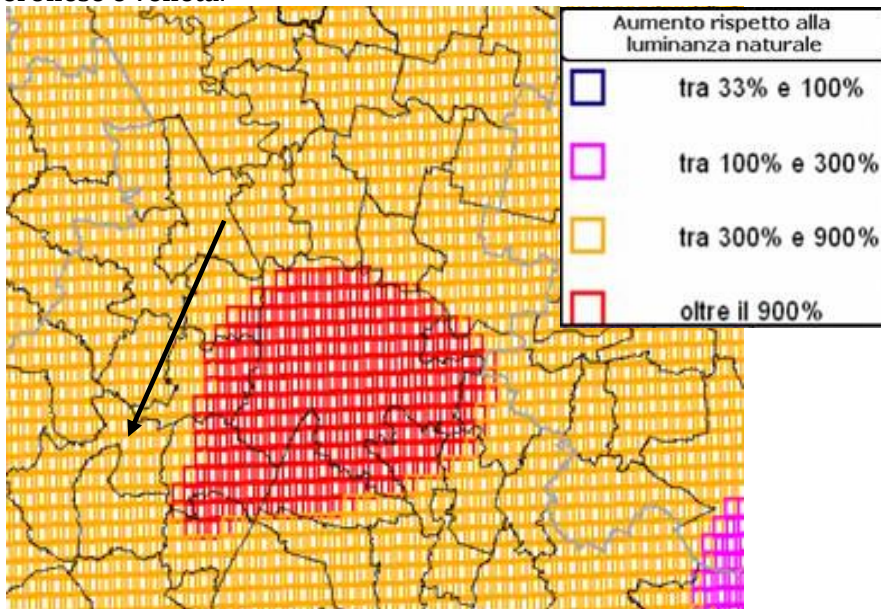 Aumento rispetto alla
luminanza naturale
tra 33% e 100%
tra 100% e 300%
tra 300% e 900%
oltre il 900%